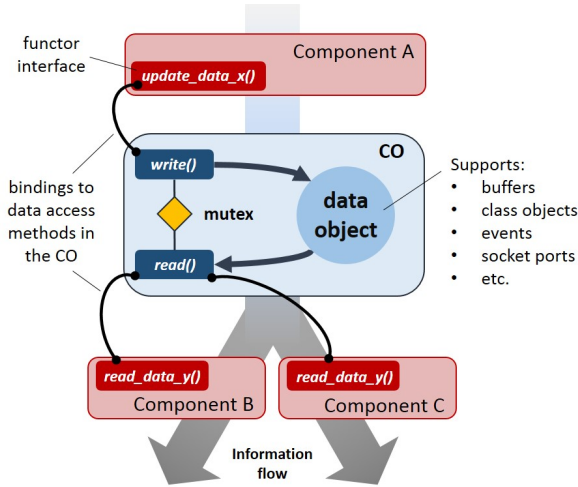 functor
interface
Component A
update_data_x()
CO
write()
Supports:
bindings to
data access
methods in
the CO
mutex
data
object
• buffers
• class objects
• events
• socket ports
• etc.
read()
read_data_y()
Component B
read_data_y()
Component C
Information
flow